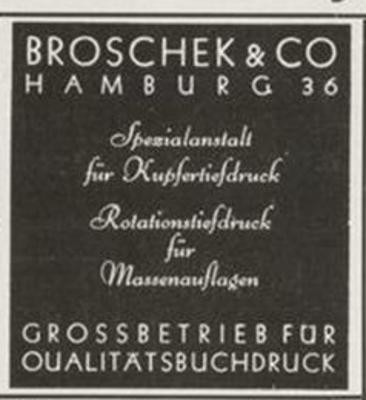 BROSCHEK & CO
HAMBURG 36
Spezialanstalt
für Kupfertiefdruck
Rotationstiefdruck
für
Massenauflagen
GROSSBETRIEB FÜR
QUALITÄTSBUCHDRUCK